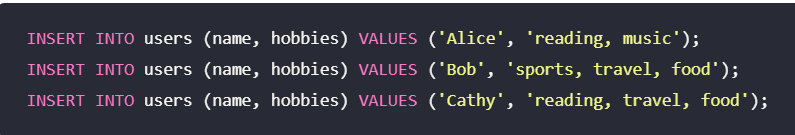 INSERT INTO users (name, hobbies) VALUES ('Alice', 'reading, music');
INSERT INTO users (name, hobbies) VALUES ('Bob', 'sports, travel, food');
INSERT INTO users (name, hobbies) VALUES ('Cathy', 'reading, travel, food');